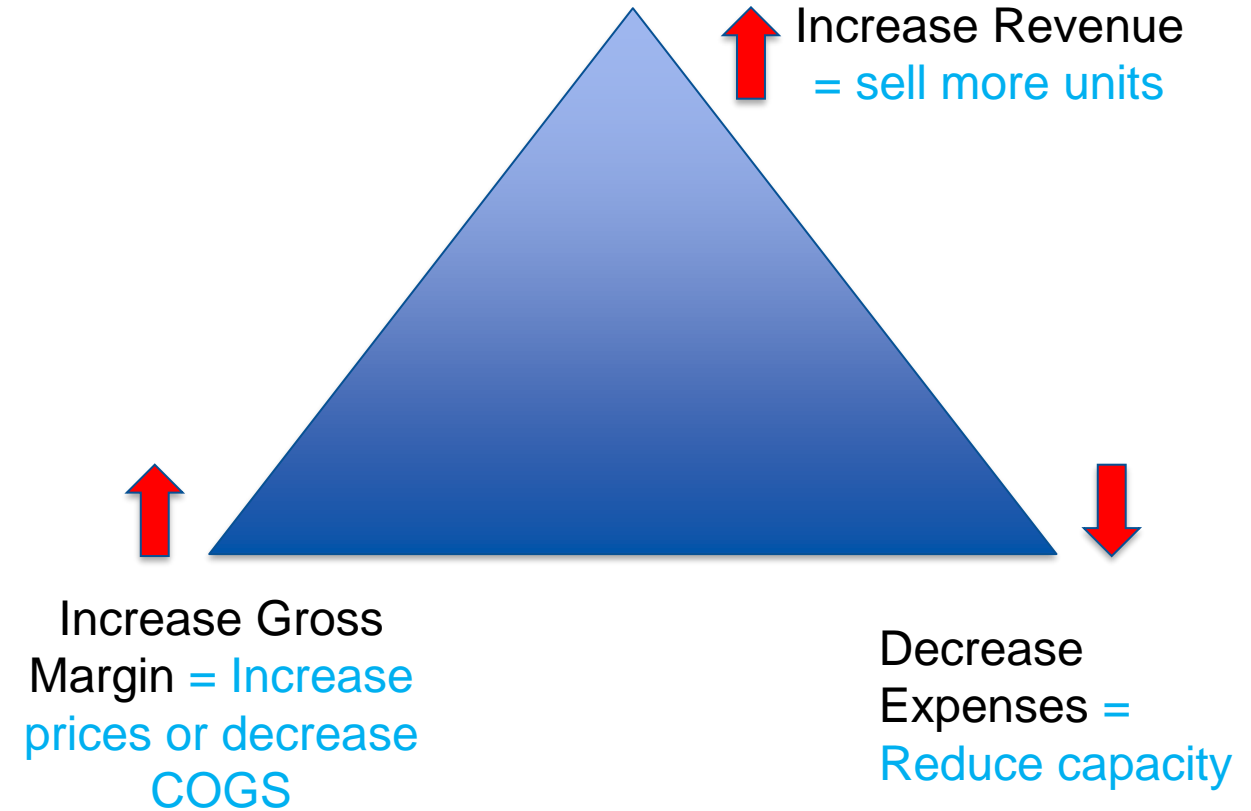 Increase Revenue
= sell more units
Increase Gross
Margin = Increase
prices or decrease
COGS
Decrease
Expenses =
Reduce capacity